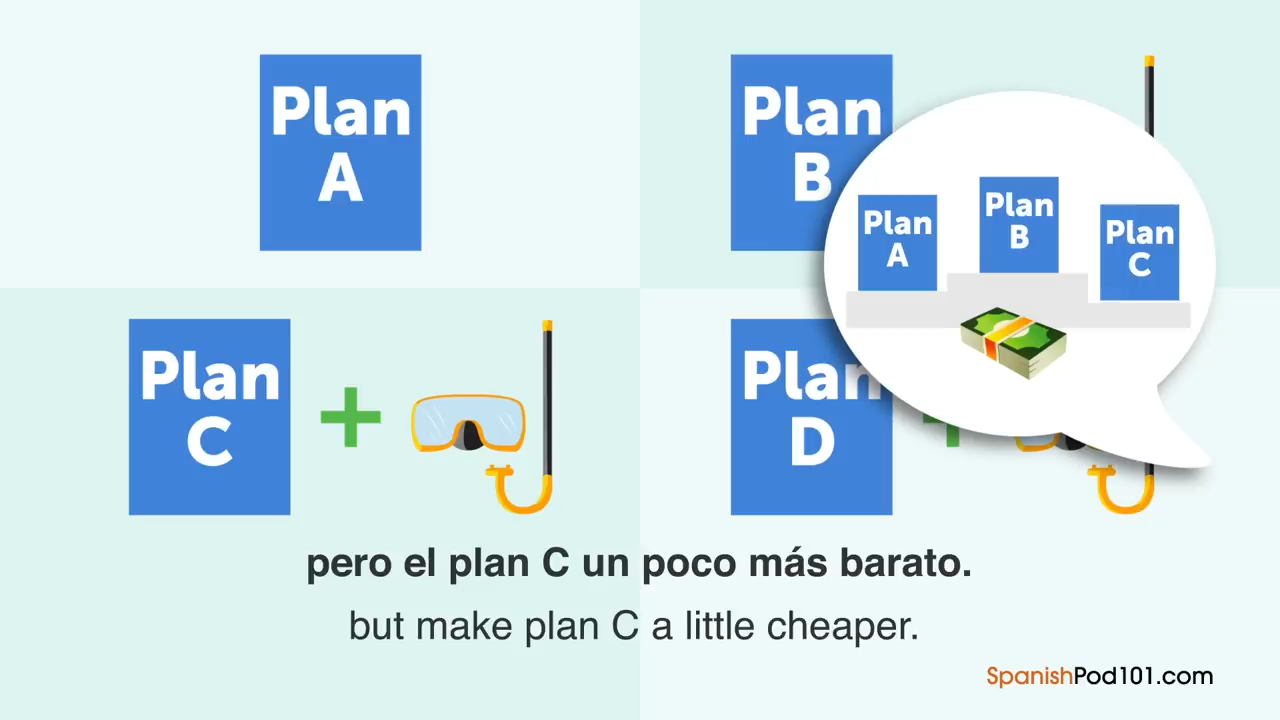 Plan
A
Plan
B
Plan
A
Plan
B
Plan
C
Plan
C
Plan
D
pero el plan C un poco más barato.
but make plan C a little cheaper.
SpanishPod101.com